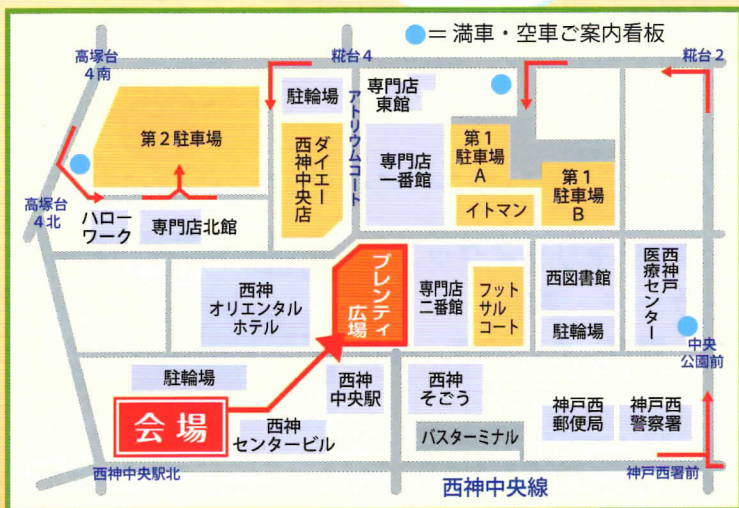 =満車・空車ご案内看板
高塚台
4南
糀台4
糀台2
駐輪場
専門店
東館
アトリウムコート
第2駐車場
ダイエー
西神中央店
専門店
一番館
第1
駐車場
A
第1
駐車場
B
イトマン
高塚台
4北
ハロー
ワーク
専門店北館
西神
オリエンタル
ホテル
プレンティ
広場
専門店
二番館
フット
サル
コート
西図書館
駐輪場
西神戸
医療センター
中央
公園前
駐輪場
会場
西神
センタービル
西神
中央駅
西神
そごう
バスターミナル
神戸西
郵便局
神戸西
警察署
西神中央駅北
西神中央線
神戸西署前